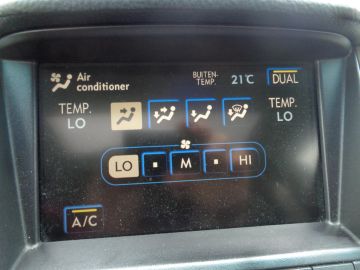 Air
conditioner
BUITEN-
TEMP. 21°C
DUAL
TEMP.
LO
TEMP.
LO
LO M HI
A/C